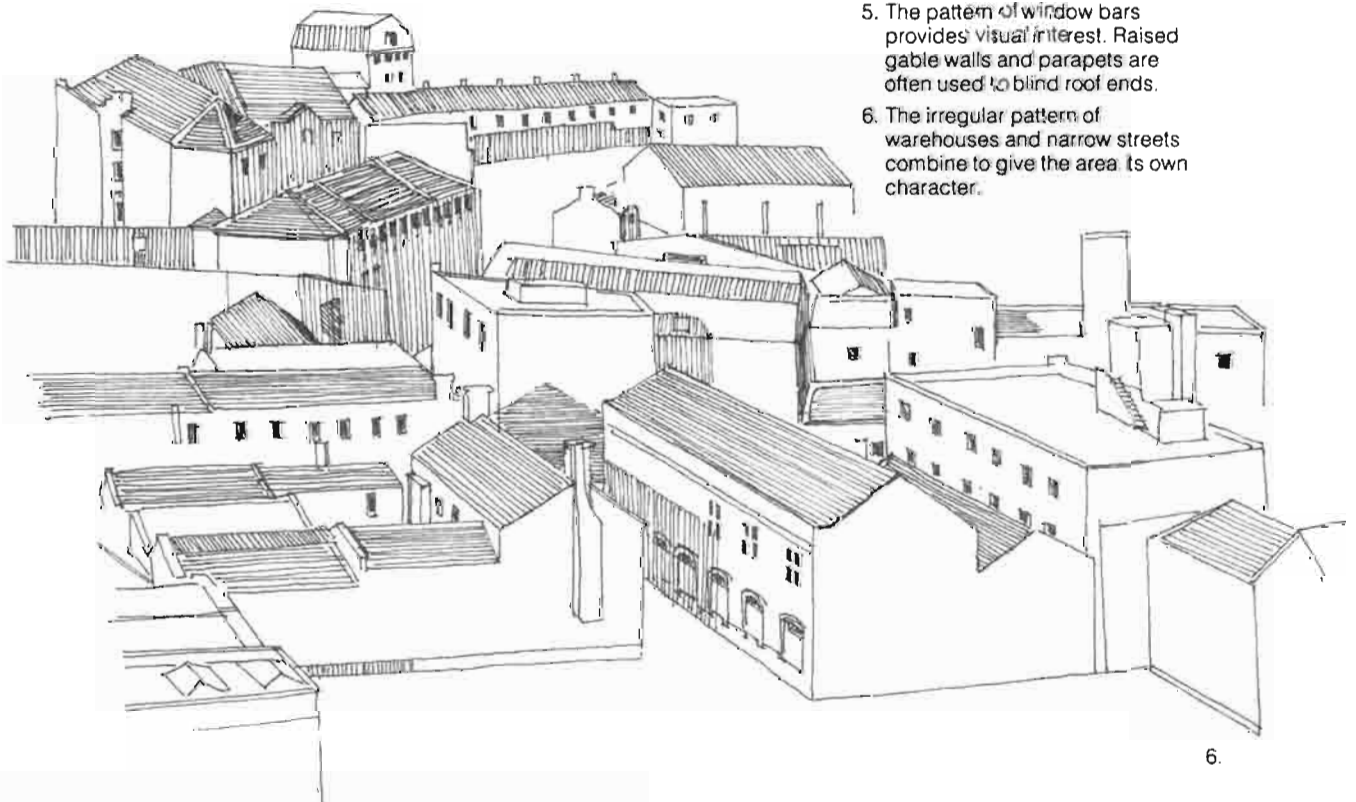 5. The pattern of window bars
provides visual interest. Raised
gable walls and parapets are
often used to blind roof ends.
6. The irregular pattern of
warehouses and narrow streets
combine to give the area its own
character.
6.